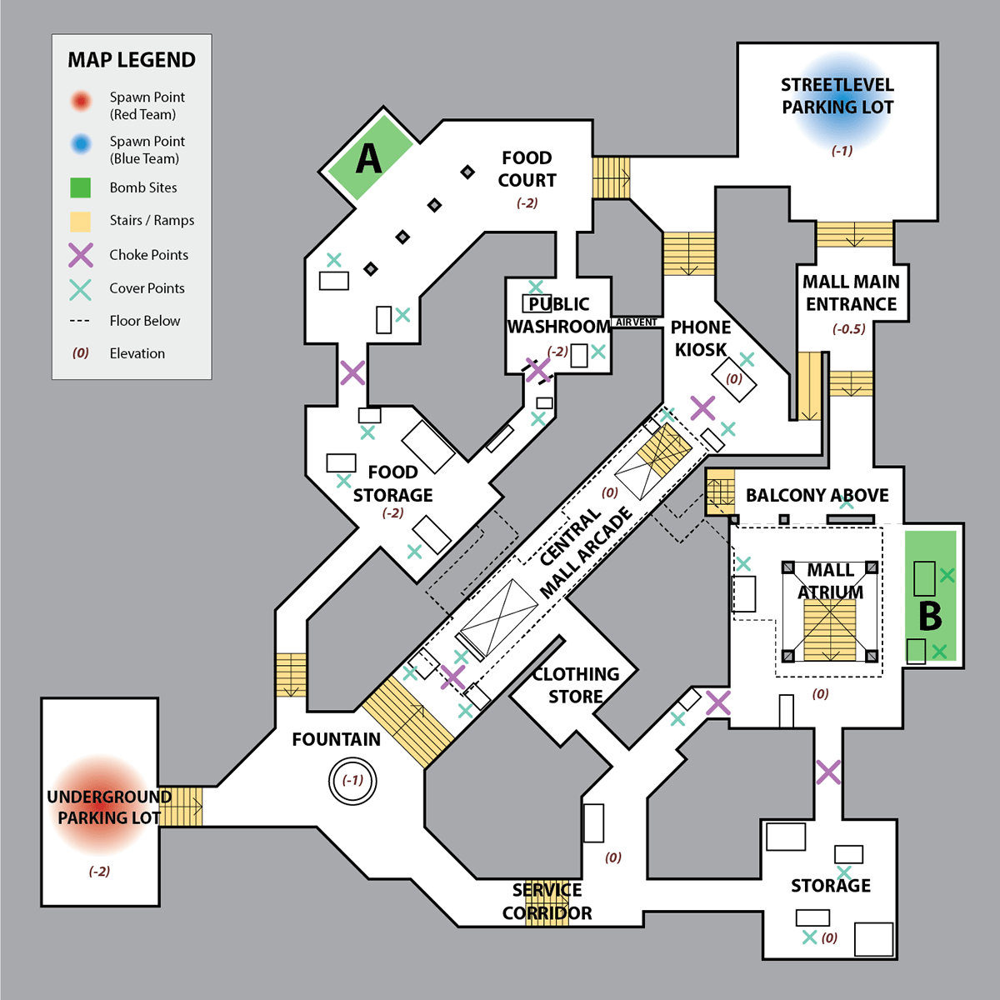 MAP LEGEND
Spawn Point
(Red Team)
Spawn Point
(Blue Team)
Bomb Sites
Stairs / Ramps
Choke Points
Cover Points
Floor Below
(0) Elevation
A
FOOD
COURT
(-2)
STREETLEVEL
PARKING LOT
(-1)
MALL MAIN
ENTRANCE
(-0.5)
PUBLIC
WASHROOM
(-2)
AIR VENT
PHONE
KIOSK
(0)
FOOD
STORAGE
(-2)
(0)
CENTRAL
MALL ARCADE
BALCONY ABOVE
MALL
ATRIUM
B
(0)
CLOTHING
STORE
FOUNTAIN
(-1)
UNDERGROUND
PARKING LOT
(-2)
(0)
SERVICE
CORRIDOR
STORAGE
(0)